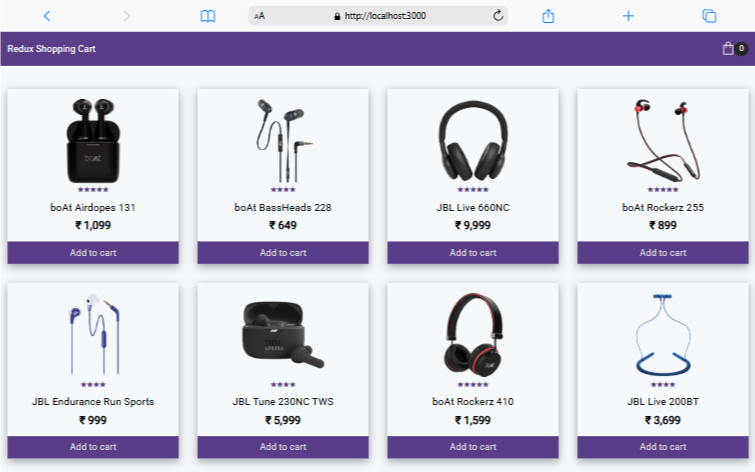 AA http://localhost:3000
Redux Shopping Cart 0
boAt
★★★★★ ★★★★★ ★★★★★ ★★★★★
boAt Airdopes 131 boAt BassHeads 228 JBL Live 660NC boAt Rockerz 255
₹ 1,099 ₹ 649 ₹ 9,999 ₹ 899
Add to cart Add to cart Add to cart Add to cart
★★★★ ★★★★ ★★★★ ★★★★
JBL Endurance Run Sports JBL Tune 230NC TWS boAt Rockerz 410 JBL Live 200BT
₹ 999 ₹ 5,999 ₹ 1,599 ₹ 3,699
Add to cart Add to cart Add to cart Add to cart